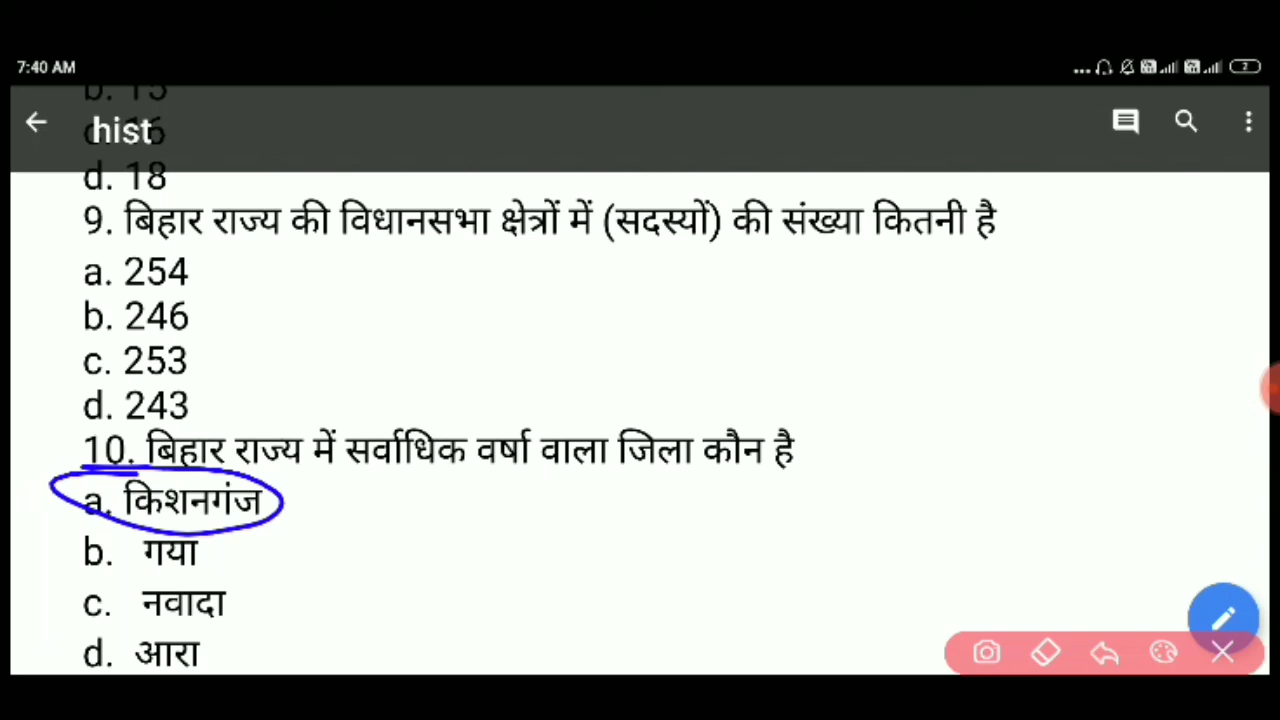 7:40 AM
b. 15
hist
d. 18
9. बिहार राज्य की विधानसभा क्षेत्रों में (सदस्यों) की संख्या कितनी है
a. 254
b. 246
c. 253
d. 243
10. बिहार राज्य में सर्वाधिक वर्षा वाला जिला कौन है
a. किशनगंज
b. गया
c. नवादा
d. आरा